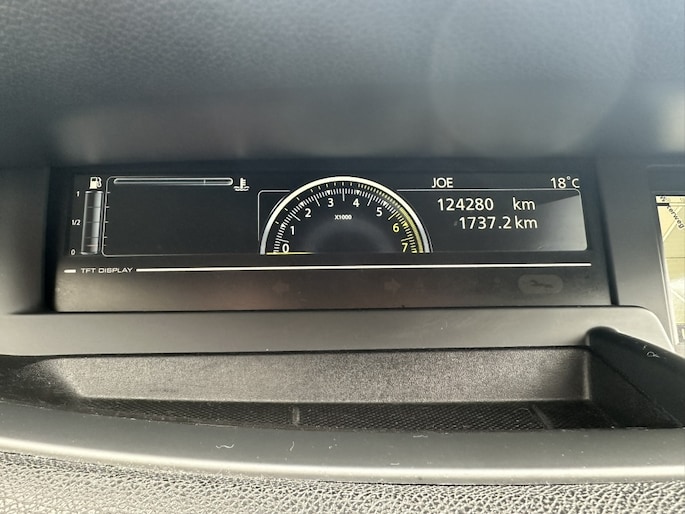 JOE 18°C
1
1/2
0
124280 km
1737.2 km
0 1 2 3 4 5 6 7
X1000
TFT DISPLAY